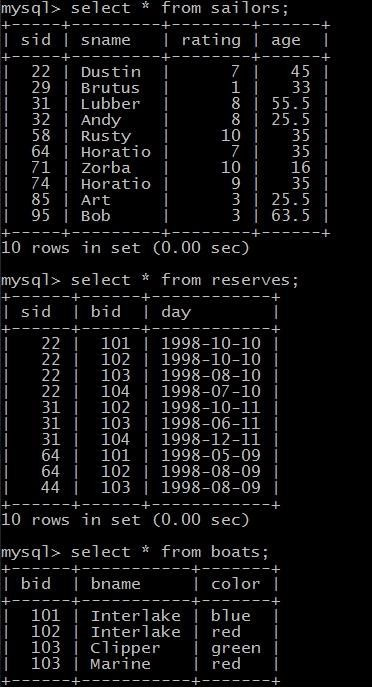 mysql> select * from sailors;
+------+---------+--------+------+
| sid | sname | rating | age |
+------+---------+--------+------+
| 22 | Dustin | 7 | 45 |
| 29 | Brutus | 1 | 33 |
| 31 | Lubber | 8 | 55.5 |
| 32 | Andy | 8 | 25.5 |
| 58 | Rusty | 10 | 35 |
| 64 | Horatio | 7 | 35 |
| 71 | Zorba | 10 | 16 |
| 74 | Horatio | 9 | 35 |
| 85 | Art | 3 | 25.5 |
| 95 | Bob | 3 | 63.5 |
+------+---------+--------+------+
10 rows in set (0.00 sec)
mysql> select * from reserves;
+------+------+------------+
| sid | bid | day |
+------+------+------------+
| 22 | 101 | 1998-10-10 |
| 22 | 102 | 1998-10-10 |
| 22 | 103 | 1998-08-10 |
| 22 | 104 | 1998-07-10 |
| 31 | 102 | 1998-10-11 |
| 31 | 103 | 1998-06-11 |
| 31 | 104 | 1998-12-11 |
| 64 | 101 | 1998-05-09 |
| 64 | 102 | 1998-08-09 |
| 44 | 103 | 1998-08-09 |
+------+------+------------+
10 rows in set (0.00 sec)
mysql> select * from boats;
+------+-----------+-------+
| bid | bname | color |
+------+-----------+-------+
| 101 | Interlake | blue |
| 102 | Interlake | red |
| 103 | Clipper | green |
| 103 | Marine | red |
+------+-----------+-------+